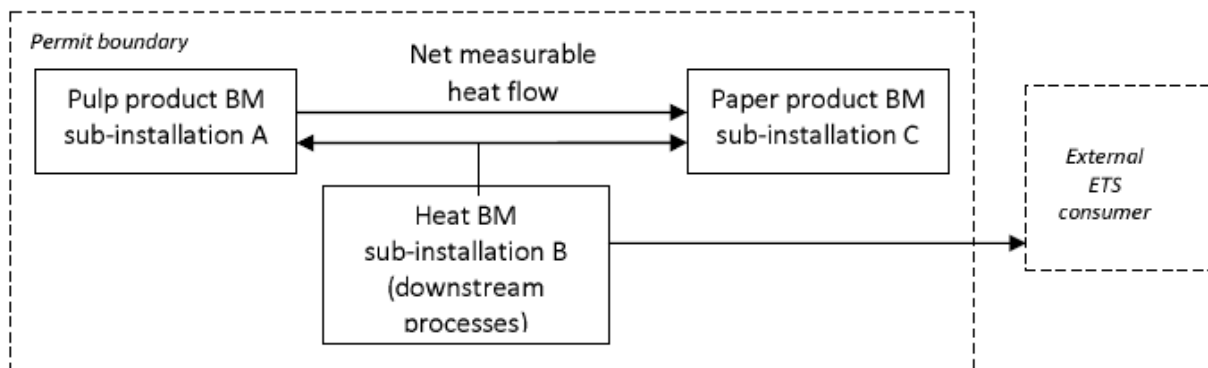 Permit boundary
Net measurable
heat flow
Pulp product BM
sub-installation A
Paper product BM
sub-installation C
External
ETS
consumer
Heat BM
sub-installation B
(downstream
processes)